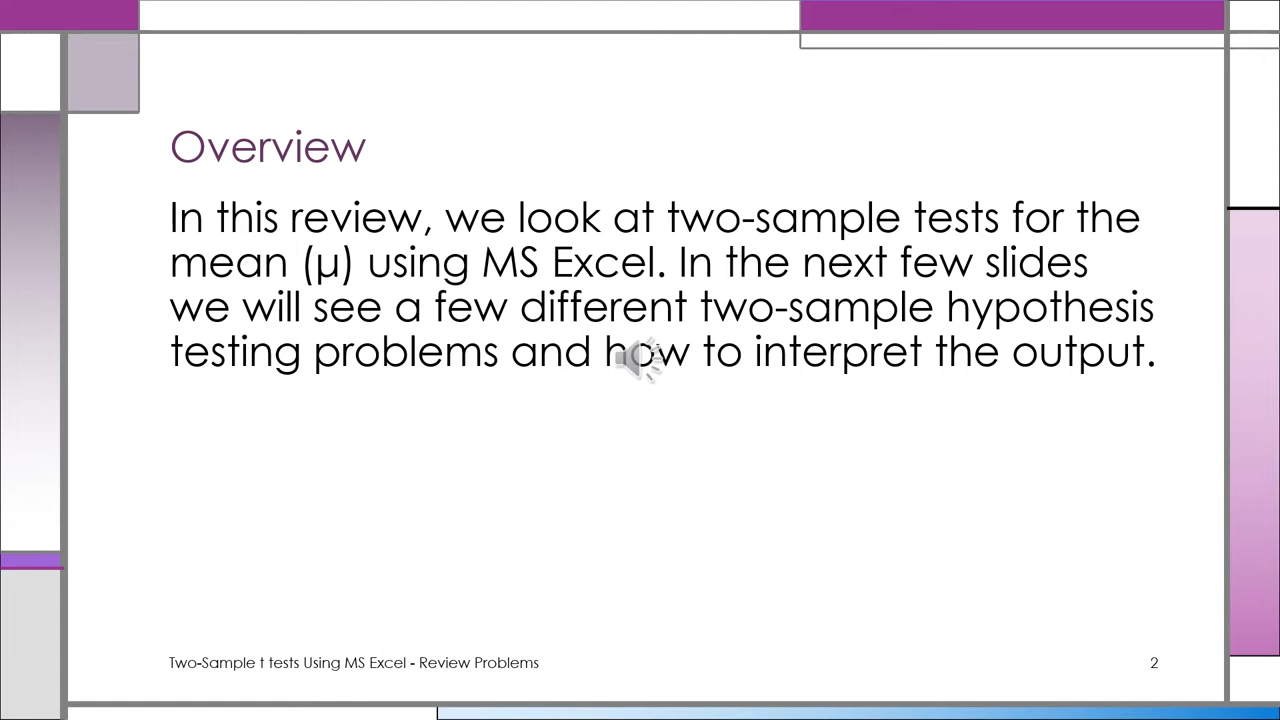 Overview
In this review, we look at two-sample tests for the
mean (μ) using MS Excel. In the next few slides
we will see a few different two-sample hypothesis
testing problems and how to interpret the output.
Two-Sample t tests Using MS Excel - Review Problems
2